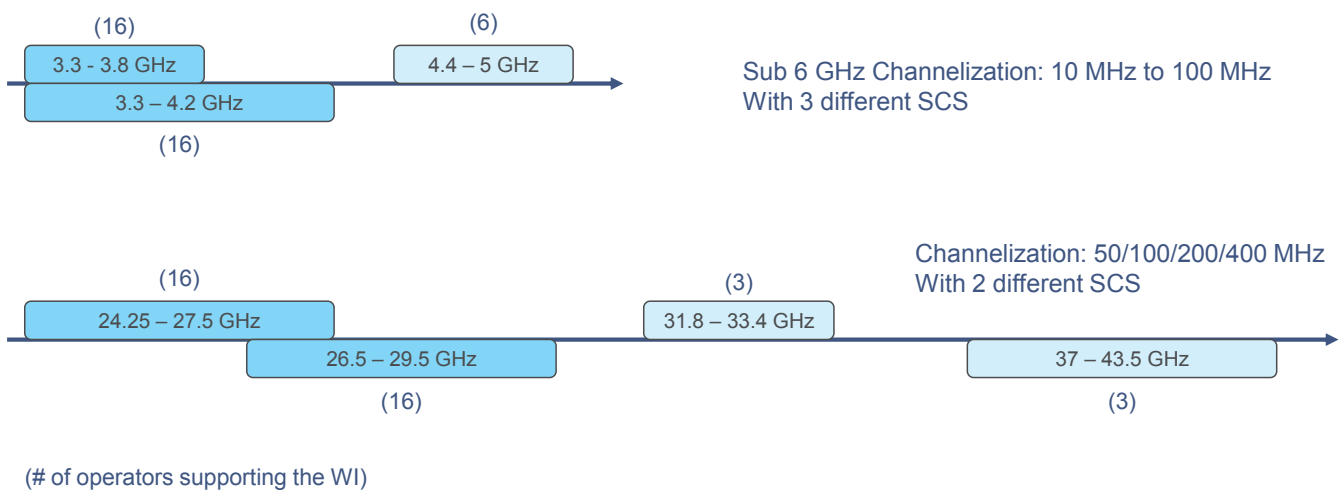 (16)
(6)
3.3 - 3.8 GHz
4.4 – 5 GHz
Sub 6 GHz Channelization: 10 MHz to 100 MHz
With 3 different SCS
3.3 – 4.2 GHz
(16)
Channelization: 50/100/200/400 MHz
With 2 different SCS
(16)
(3)
24.25 – 27.5 GHz
31.8 – 33.4 GHz
26.5 – 29.5 GHz
37 – 43.5 GHz
(16)
(3)
(# of operators supporting the WI)